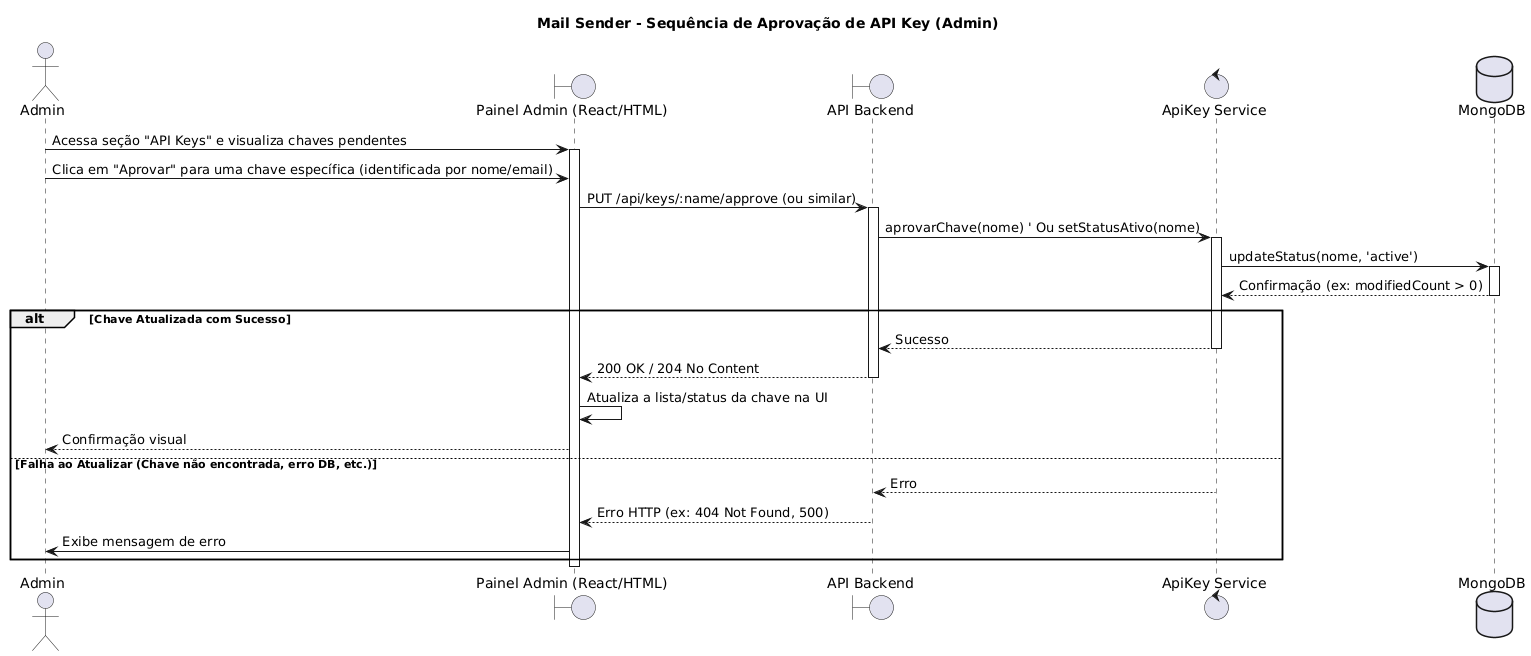 Mail Sender - Sequência de Aprovação de API Key (Admin)
Admin
Painel Admin (React/HTML)
API Backend
ApiKey Service
MongoDB
Acessa seção "API Keys" e visualiza chaves pendentes
Clica em "Aprovar" para uma chave específica (identificada por nome/email)
PUT /api/keys/:name/approve (ou similar)
aprovarChave(nome) ' Ou setStatusAtivo(nome)
updateStatus(nome, 'active')
Confirmação (ex: modifiedCount > 0)
alt
[Chave Atualizada com Sucesso]
Sucesso
200 OK / 204 No Content
Atualiza a lista/status da chave na UI
Confirmação visual
[Falha ao Atualizar (Chave não encontrada, erro DB, etc.)]
Erro
Erro HTTP (ex: 404 Not Found, 500)
Exibe mensagem de erro
Admin
Painel Admin (React/HTML)
API Backend
ApiKey Service
MongoDB